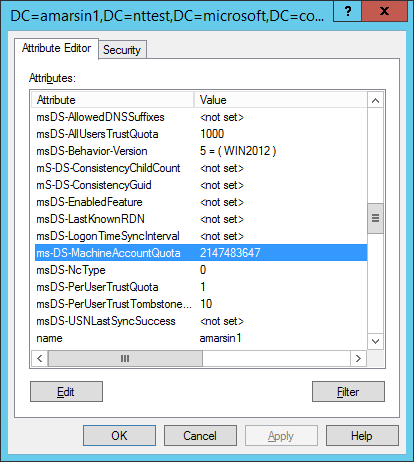 DC=amarsin1,DC=nttest,DC=microsoft,DC=co... ? x
Attribute Editor Security
Attributes:
Attribute Value
msDS-AllowedDNSSuffixes <not set>
msDS-AllUsersTrustQuota 1000
msDS-Behavior-Version 5 = ( WIN2012 )
mS-DS-ConsistencyChildCount <not set>
mS-DS-ConsistencyGuid <not set>
msDS-EnabledFeature <not set>
msDS-LastKnownRDN <not set>
msDS-LogonTimeSyncInterval <not set>
ms-DS-MachineAccountQuota 2147483647
msDS-NcType 0
msDS-PerUserTrustQuota 1
msDS-PerUserTrustTombstone... 10
msDS-USNLastSyncSuccess <not set>
name amarsin1
Edit Filter
OK Cancel Apply Help